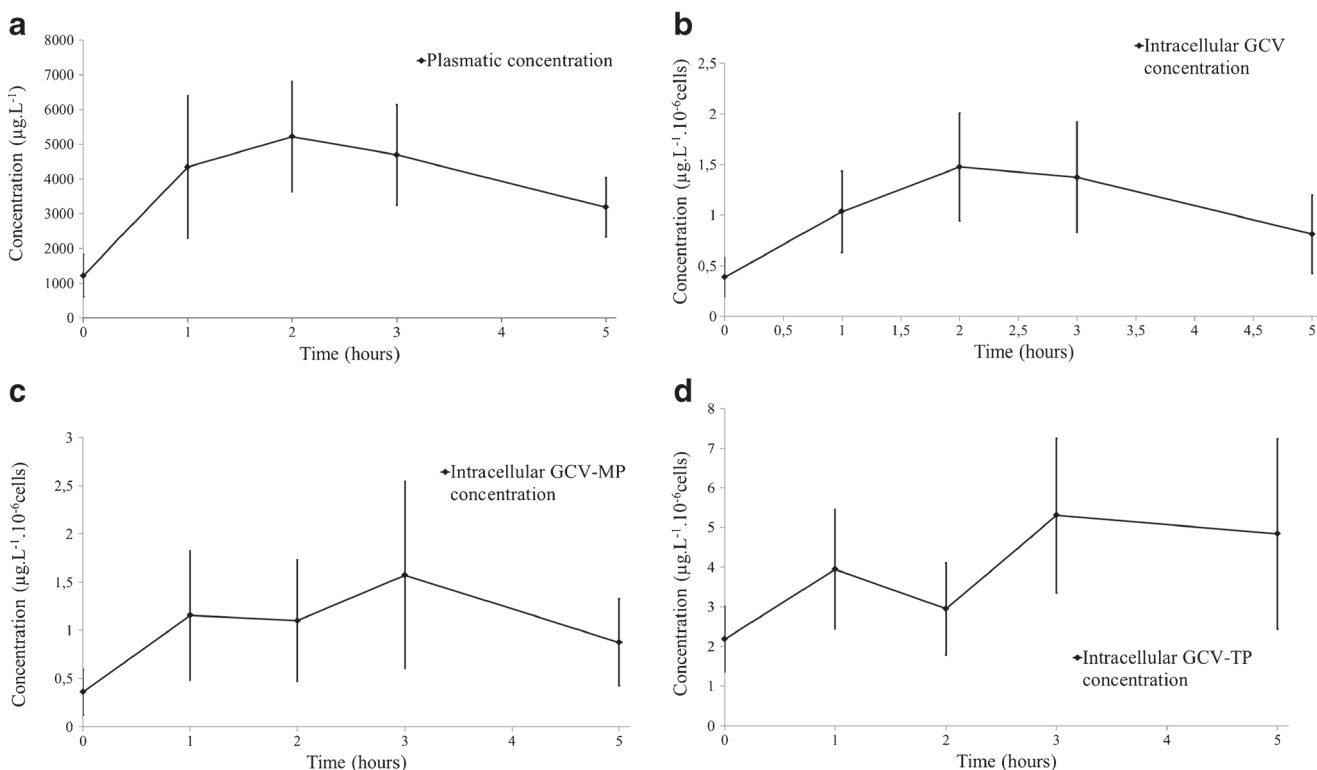 a
8000
7000
6000
5000
4000
3000
2000
1000
0
Concentration (µg.L⁻¹)
Plasmatic concentration
0 1 2 3 4 5
Time (hours)
b
2,5
2
1,5
1
0,5
0
Concentration (µg.L⁻¹.10⁻⁶cells)
Intracellular GCV
concentration
0 0,5 1 1,5 2 2,5 3 3,5 4 4,5 5
Time (hours)
c
3
2,5
2
1,5
1
0,5
0
Concentration (µg.L⁻¹.10⁻⁶cells)
Intracellular GCV-MP
concentration
0 1 2 3 4 5
Time (hours)
d
8
7
6
5
4
3
2
1
0
Concentration (µg.L⁻¹.10⁻⁶cells)
Intracellular GCV-TP
concentration
0 1 2 3 4 5
Time (hours)